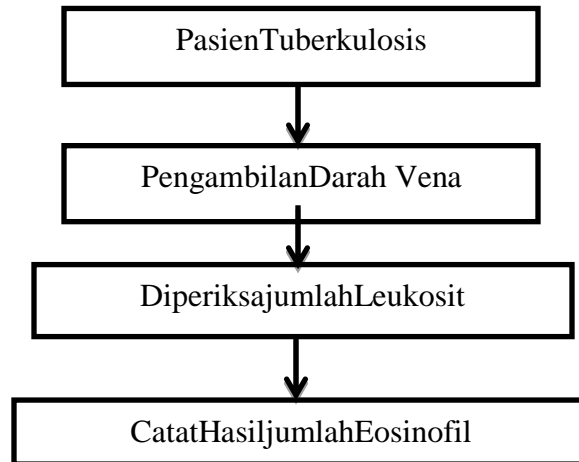 PasienTuberkulosis
PengambilanDarah Vena
DiperiksajumlahLeukosit
CatatHasiljumlahEosinofil